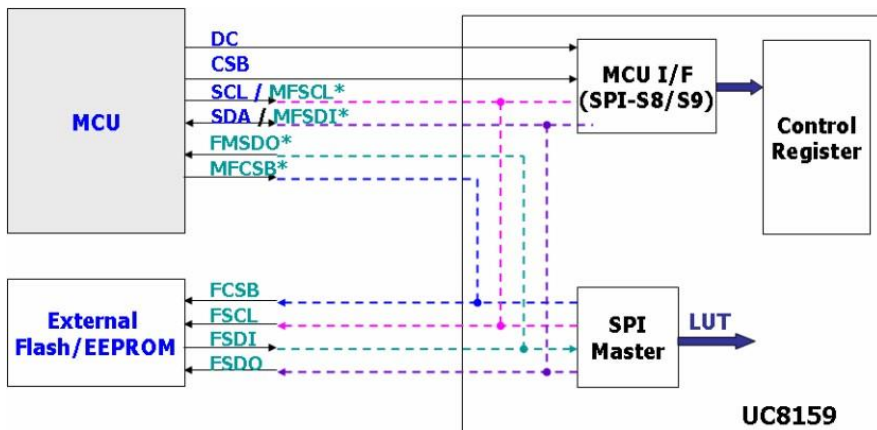 MCU
DC
CSB
SCL / MFSCL*
SDA / MFSDI*
FMSDO*
MFCSB*
MCU I/F
(SPI-S8/S9)
Control
Register
External
Flash/EEPROM
FCSB
FSCL
FSDI
FSDO
SPI
Master
LUT
UC8159